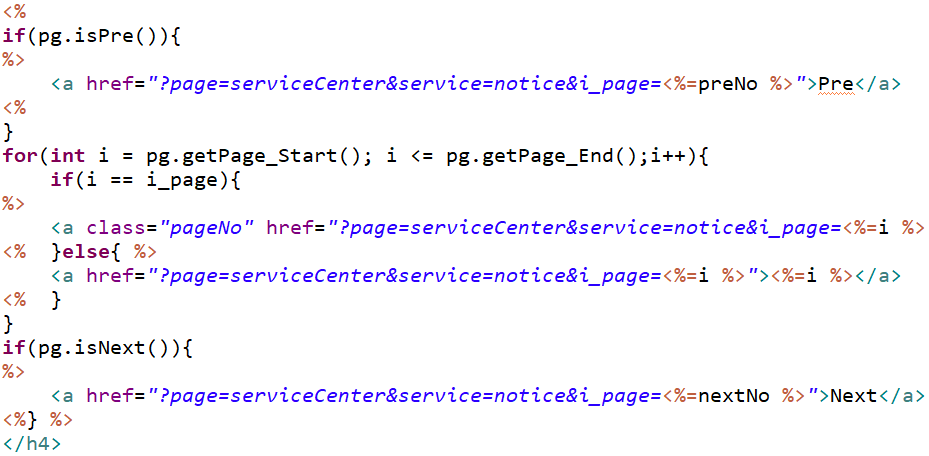 <%
if(pg.isPre()){
%>
    <a href="?page=serviceCenter&service=notice&i_page=<%=preNo %>">Pre</a>
<%
}
for(int i = pg.getPage_Start(); i <= pg.getPage_End();i++){
    if(i == i_page){
%>
    <a class="pageNo" href="?page=serviceCenter&service=notice&i_page=<%=i %>
<%  }else{ %>
    <a href="?page=serviceCenter&service=notice&i_page=<%=i %>"><%=i %></a>
<%  }
}
if(pg.isNext()){
%>
    <a href="?page=serviceCenter&service=notice&i_page=<%=nextNo %>">Next</a>
<%} %>
</h4>